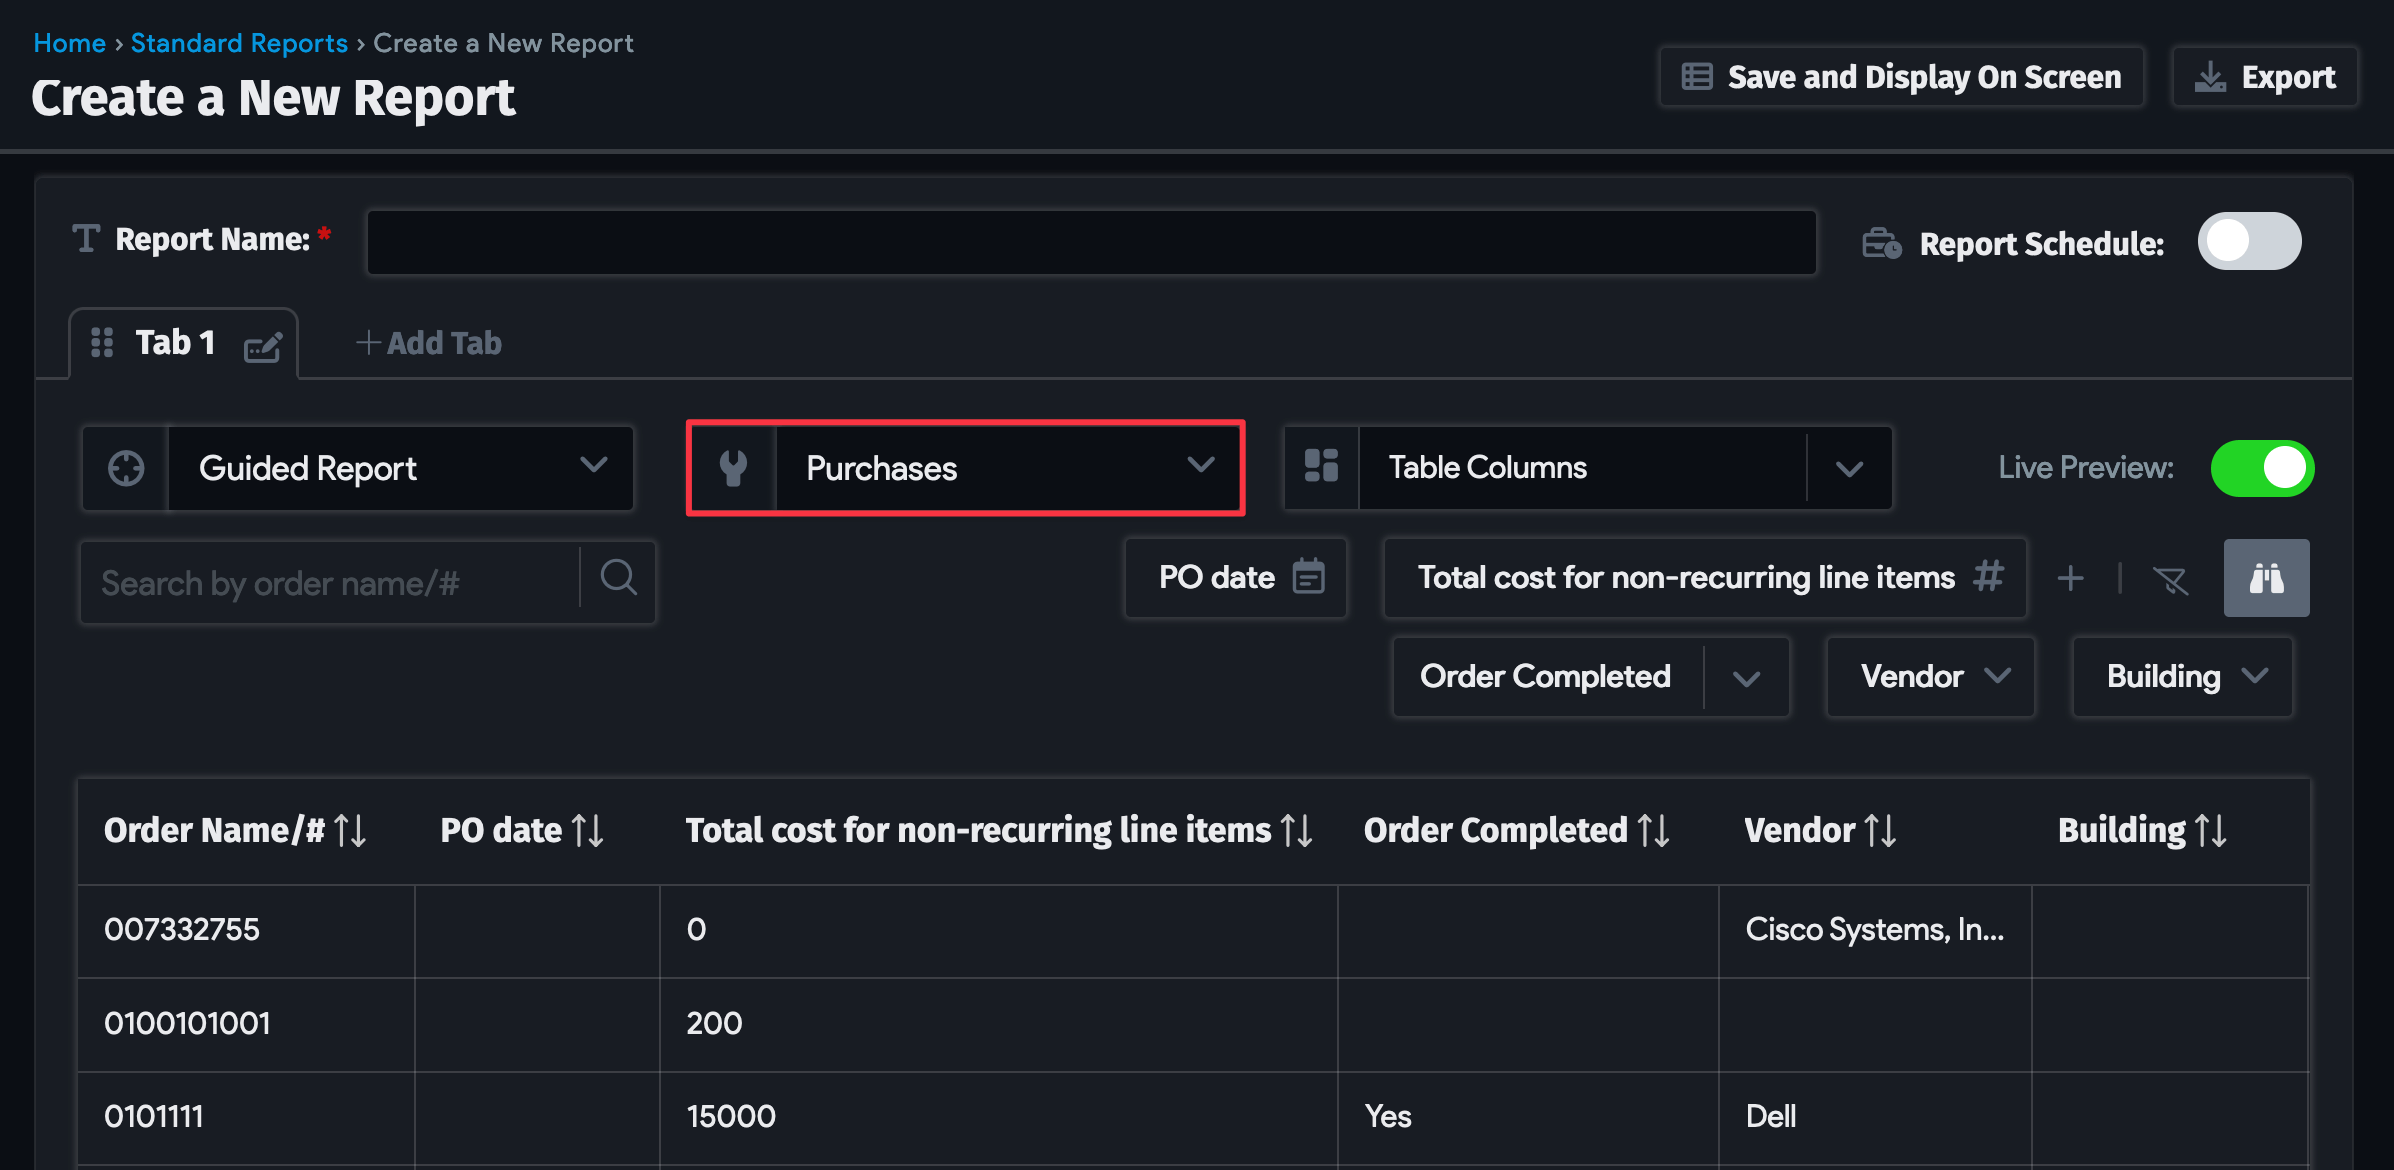 Home › Standard Reports › Create a New Report
Create a New Report
Save and Display On Screen
Export
Report Name: *
Report Schedule:
Tab 1
+ Add Tab
Guided Report
Purchases
Table Columns
Live Preview:
Search by order name/#
PO date
Total cost for non-recurring line items #
Order Completed
Vendor
Building
Order Name/# PO date Total cost for non-recurring line items Order Completed Vendor Building
007332755 0 Cisco Systems, In...
0100101001 200
0101111 15000 Yes Dell